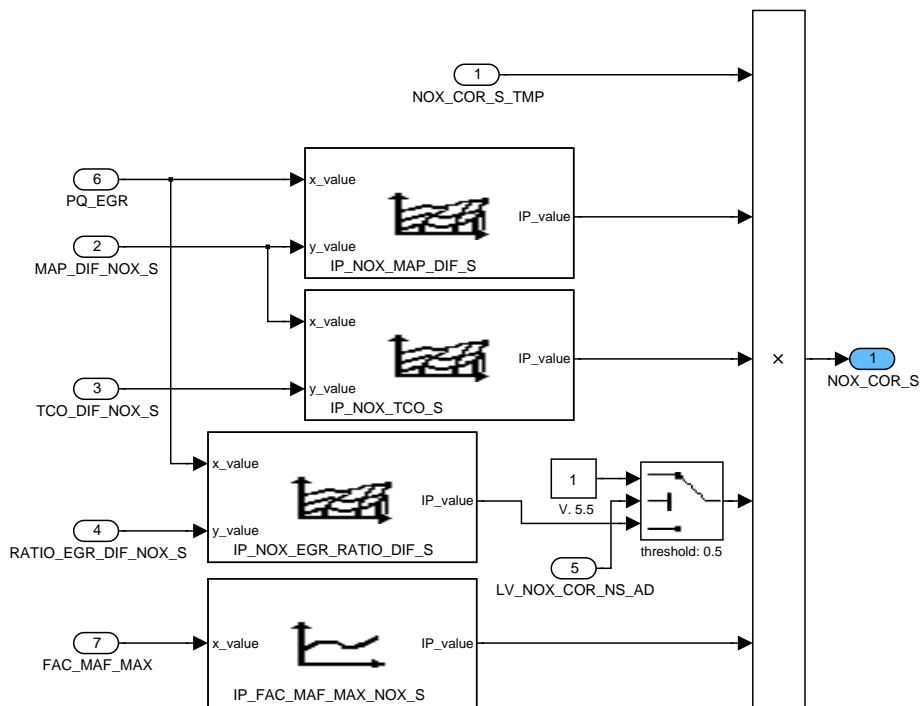 1
NOX_COR_S_TMP
6
PQ_EGR
x_value
y_value
IP_value
IP_NOX_MAP_DIF_S
2
MAP_DIF_NOX_S
x_value
y_value
IP_value
IP_NOX_TCO_S
3
TCO_DIF_NOX_S
×
1
NOX_COR_S
x_value
y_value
IP_value
IP_NOX_EGR_RATIO_DIF_S
4
RATIO_EGR_DIF_NOX_S
1
V. 5.5
threshold: 0.5
5
LV_NOX_COR_NS_AD
7
FAC_MAF_MAX
x_value
IP_value
IP_FAC_MAF_MAX_NOX_S